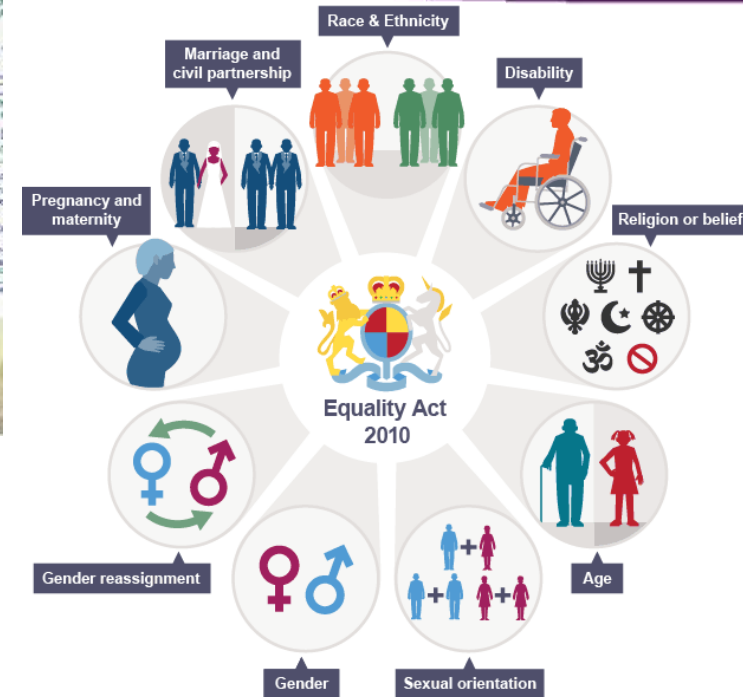 Race & Ethnicity
Marriage and
civil partnership
Disability
Pregnancy and
maternity
Religion or belief
Equality Act
2010
Gender reassignment
Age
Gender
Sexual orientation